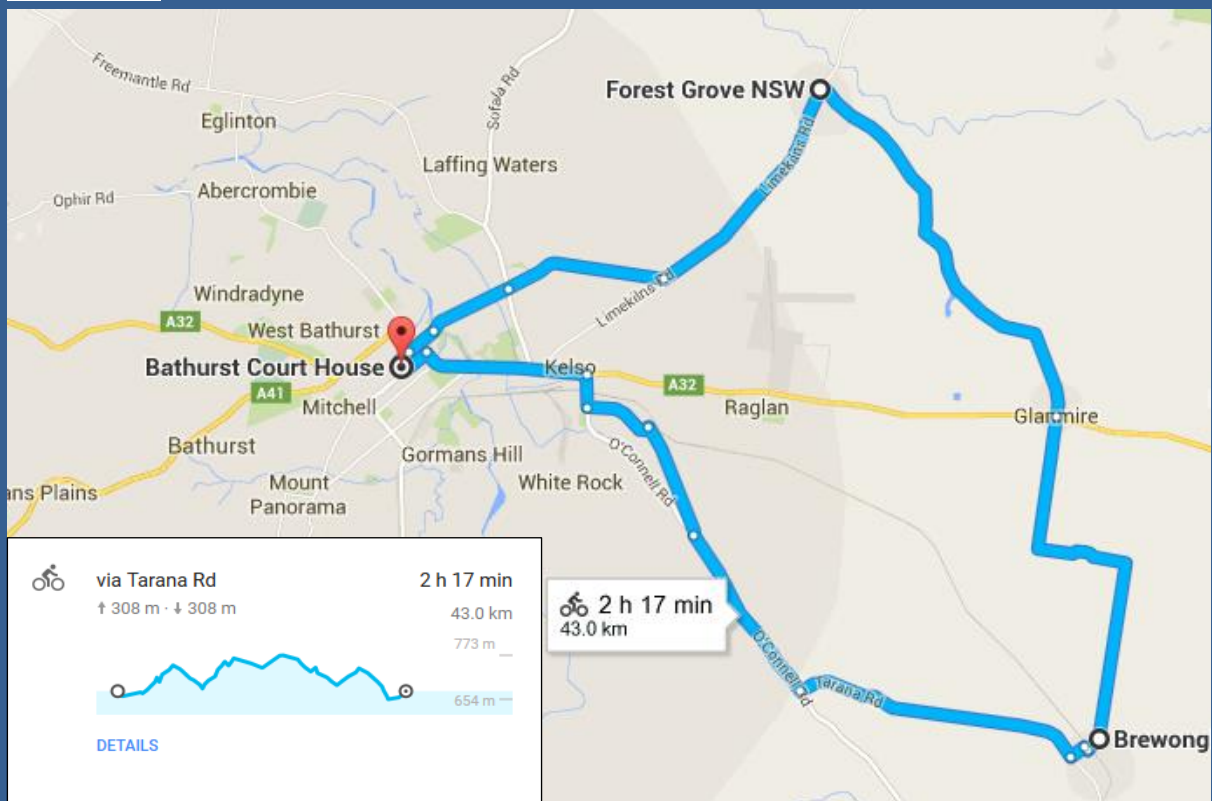 Freemantle Rd
Sofala Rd
Forest Grove NSW
Eglinton
Limekilns Rd
Laffing Waters
Abercrombie
Ophir Rd
Limekilns Rd
Windradyne
A32
West Bathurst
Bathurst Court House
Kelso
A32
A41
Mitchell
Raglan
Glanmire
Bathurst
Gormans Hill
O'Connell Rd
White Rock
Mount
Panorama
ans Plains
via Tarana Rd
2 h 17 min
↑ 308 m · ↓ 308 m
43.0 km
773 m
654 m
DETAILS
2 h 17 min
43.0 km
O'Connell Rd
Tarana Rd
Brewong